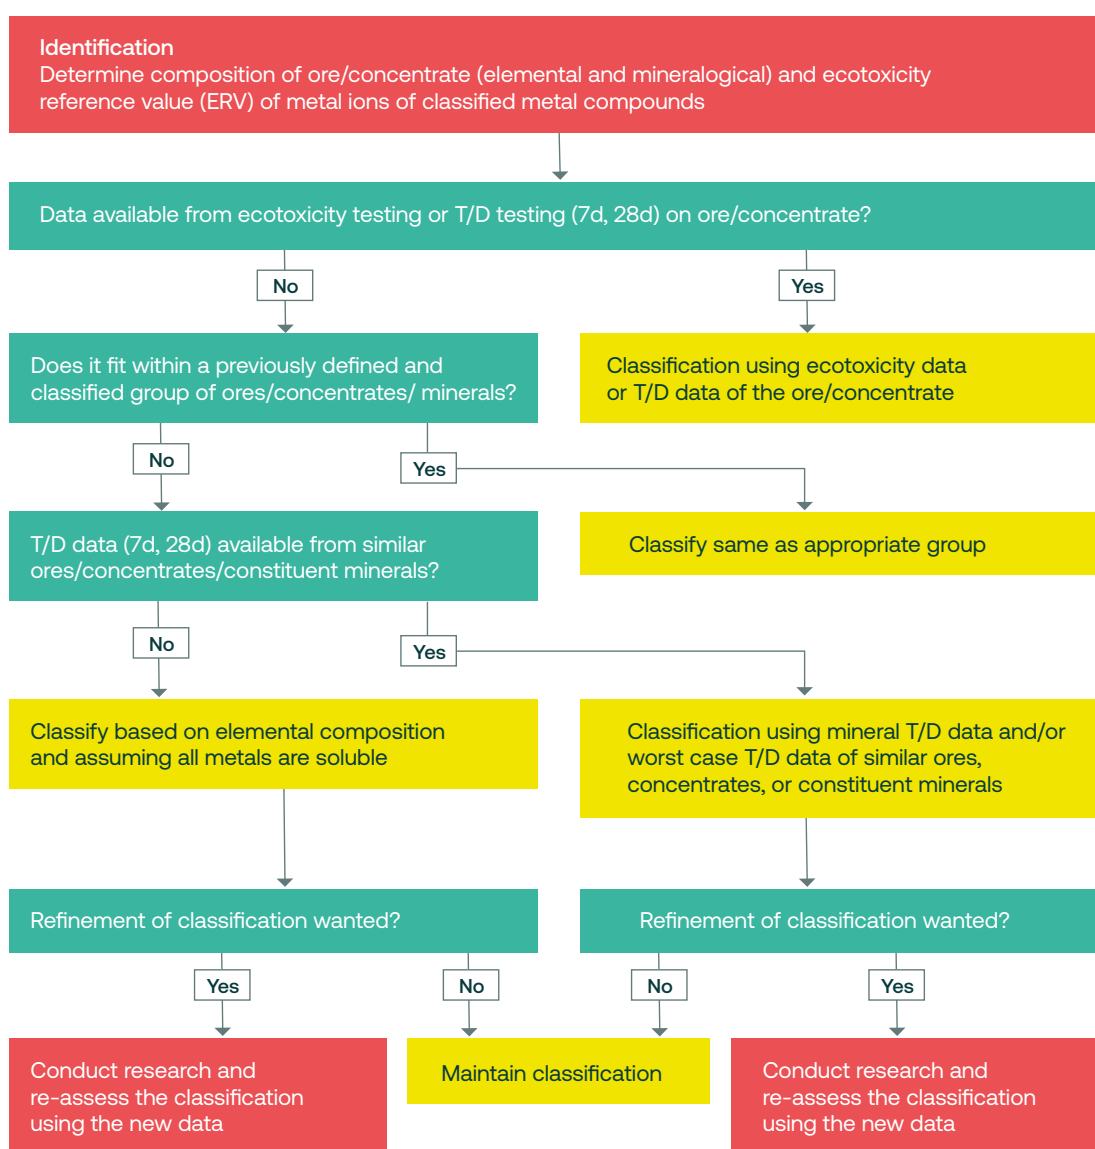 Identification
Determine composition of ore/concentrate (elemental and mineralogical) and ecotoxicity
reference value (ERV) of metal ions of classified metal compounds
Data available from ecotoxicity testing or T/D testing (7d, 28d) on ore/concentrate?
No
Yes
Does it fit within a previously defined and
classified group of ores/concentrates/ minerals?
Classification using ecotoxicity data
or T/D data of the ore/concentrate
No
Yes
T/D data (7d, 28d) available from similar
ores/concentrates/constituent minerals?
Classify same as appropriate group
No
Yes
Classify based on elemental composition
and assuming all metals are soluble
Classification using mineral T/D data and/or
worst case T/D data of similar ores,
concentrates, or constituent minerals
Refinement of classification wanted?
Refinement of classification wanted?
Yes
No
No
Yes
Conduct research and
re-assess the classification
using the new data
Maintain classification
Conduct research and
re-assess the classification
using the new data